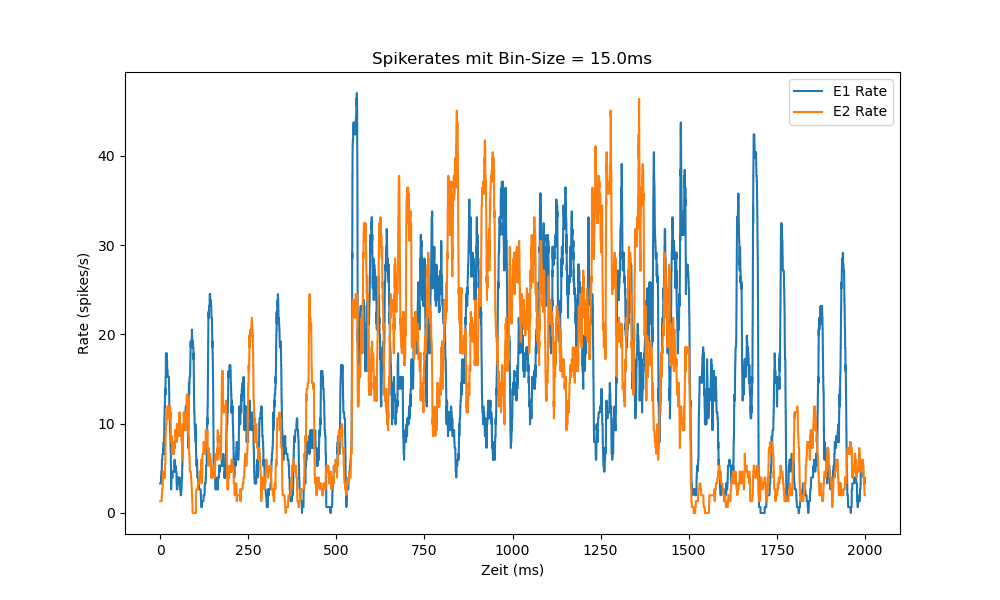 Spikerates mit Bin-Size = 15.0ms
E1 Rate
E2 Rate
Rate (spikes/s)
40
30
20
10
0
0 250 500 750 1000 1250 1500 1750 2000
Zeit (ms)